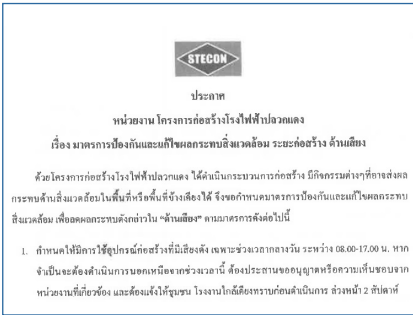 STECON
ประกาศ
หน่วยงาน โครงการก่อสร้างโรงไฟฟ้าปลวกแดง
เรื่อง มาตรการป้องกันและแก้ไขผลกระทบสิ่งแวดล้อม ระยะก่อสร้าง ด้านเสียง
ด้วยโครงการก่อสร้างโรงไฟฟ้าปลวกแดง ได้ดำเนินกระบวนการก่อสร้าง มีกิจกรรมต่างๆที่อาจส่งผล
กระทบด้านสิ่งแวดล้อมในพื้นที่หรือพื้นที่ข้างเคียงได้ จึงขอกำหนดมาตรการป้องกันและแก้ไขผลกระทบ
สิ่งแวดล้อม เพื่อลดผลกระทบดังกล่าวใน "ด้านเสียง" ตามมาตรการดังต่อไปนี้
1. กำหนดให้มีการใช้อุปกรณ์ก่อสร้างที่มีเสียงดัง เฉพาะช่วงเวลากลางวัน ระหว่าง 08.00-17.00 น. หาก
จำเป็นจะต้องดำเนินการนอกเหนือจากช่วงเวลานี้ ต้องประสานขออนุญาตหรือความเห็นชอบจาก
หน่วยงานที่เกี่ยวข้อง และต้องแจ้งให้ชุมชน โรงงานใกล้เคียงทราบก่อนดำเนินการ ล่วงหน้า 2 สัปดาห์